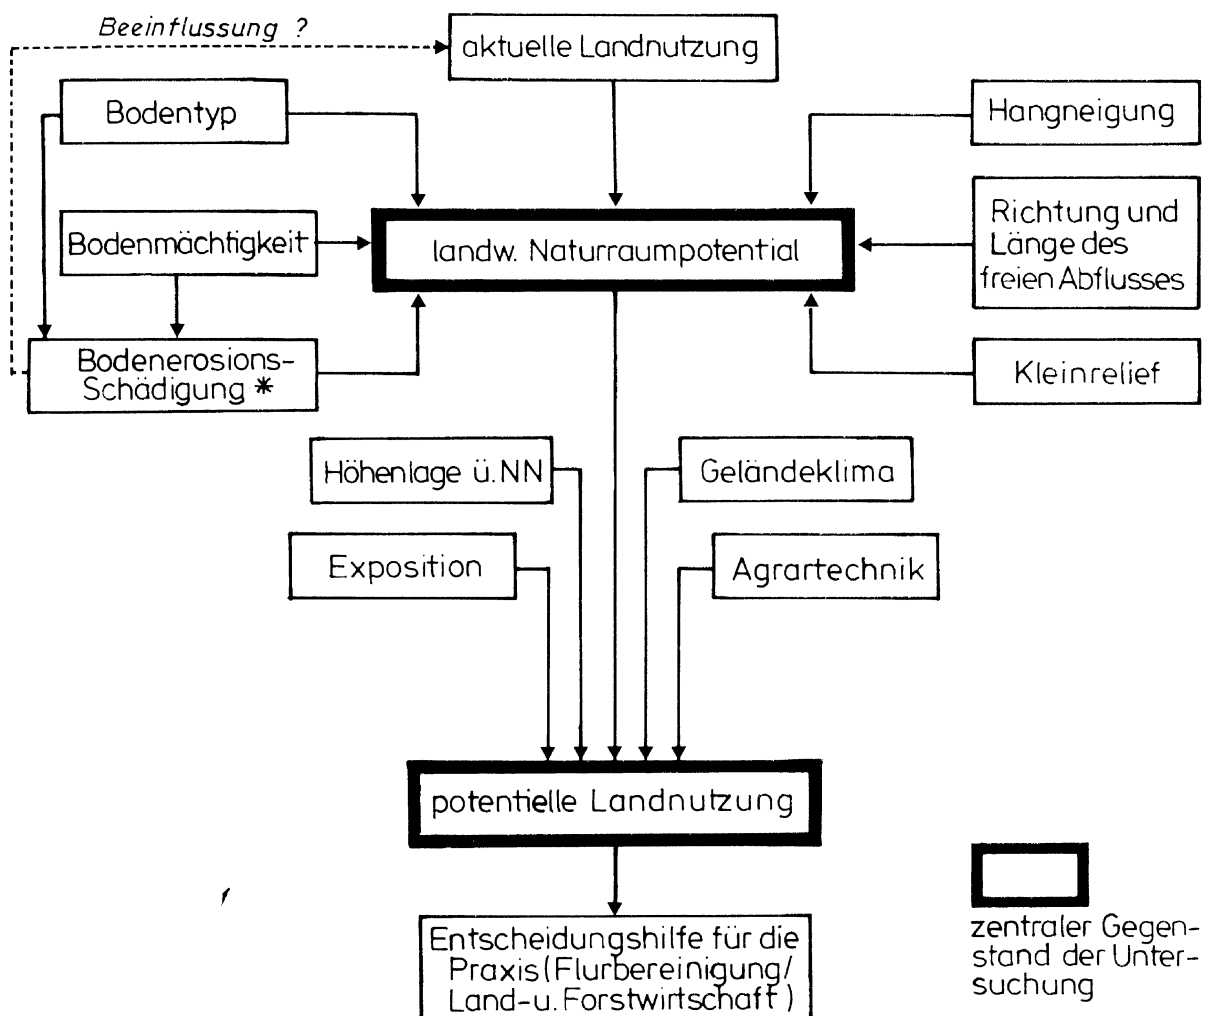 Beeinflussung ?
aktuelle Landnutzung
Bodentyp
Hangneigung
Bodenmächtigkeit
landw. Naturraumpotential
Richtung und
Länge des
freien Abflusses
Bodenerosions-
Schädigung *
Kleinrelief
Höhenlage ü.NN
Geländeklima
Exposition
Agrartechnik
potentielle Landnutzung
Entscheidungshilfe für die
Praxis (Flurbereinigung/
Land-u. Forstwirtschaft)
zentraler Gegen-
stand der Unter-
suchung